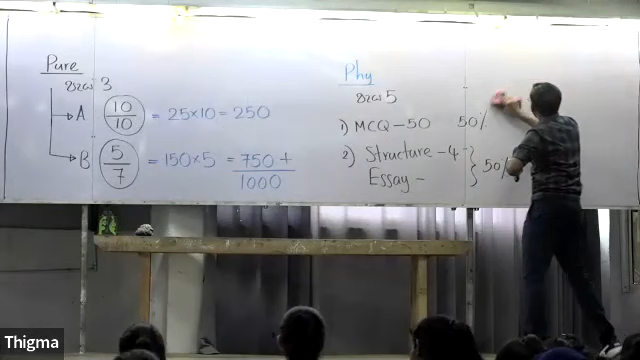 Pure
පැය 3
A 10/10 = 25×10 = 250
B 5/7 = 150×5 = 750 +
1000
Phy
පැය 5
1) MCQ - 50 50%
2) Structure - 4
Essay - } 50%
Thigma